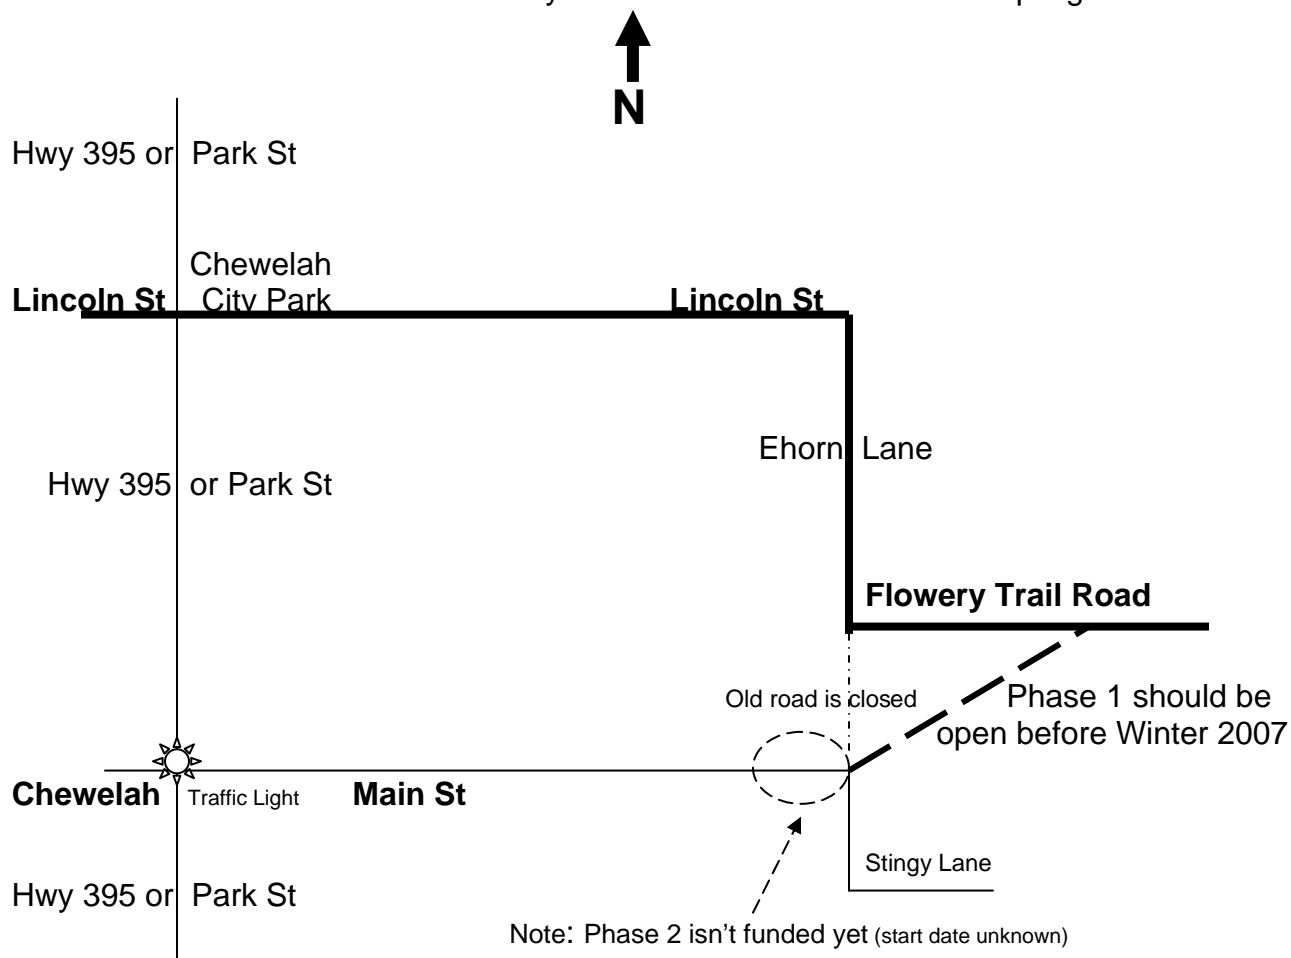 N
Hwy 395 or Park St
Chewelah
Lincoln St City Park Lincoln St
Ehorn Lane
Hwy 395 or Park St
Flowery Trail Road
Old road is closed
Phase 1 should be
open before Winter 2007
Chewelah Traffic Light Main St
Stingy Lane
Hwy 395 or Park St
Note: Phase 2 isn't funded yet (start date unknown)